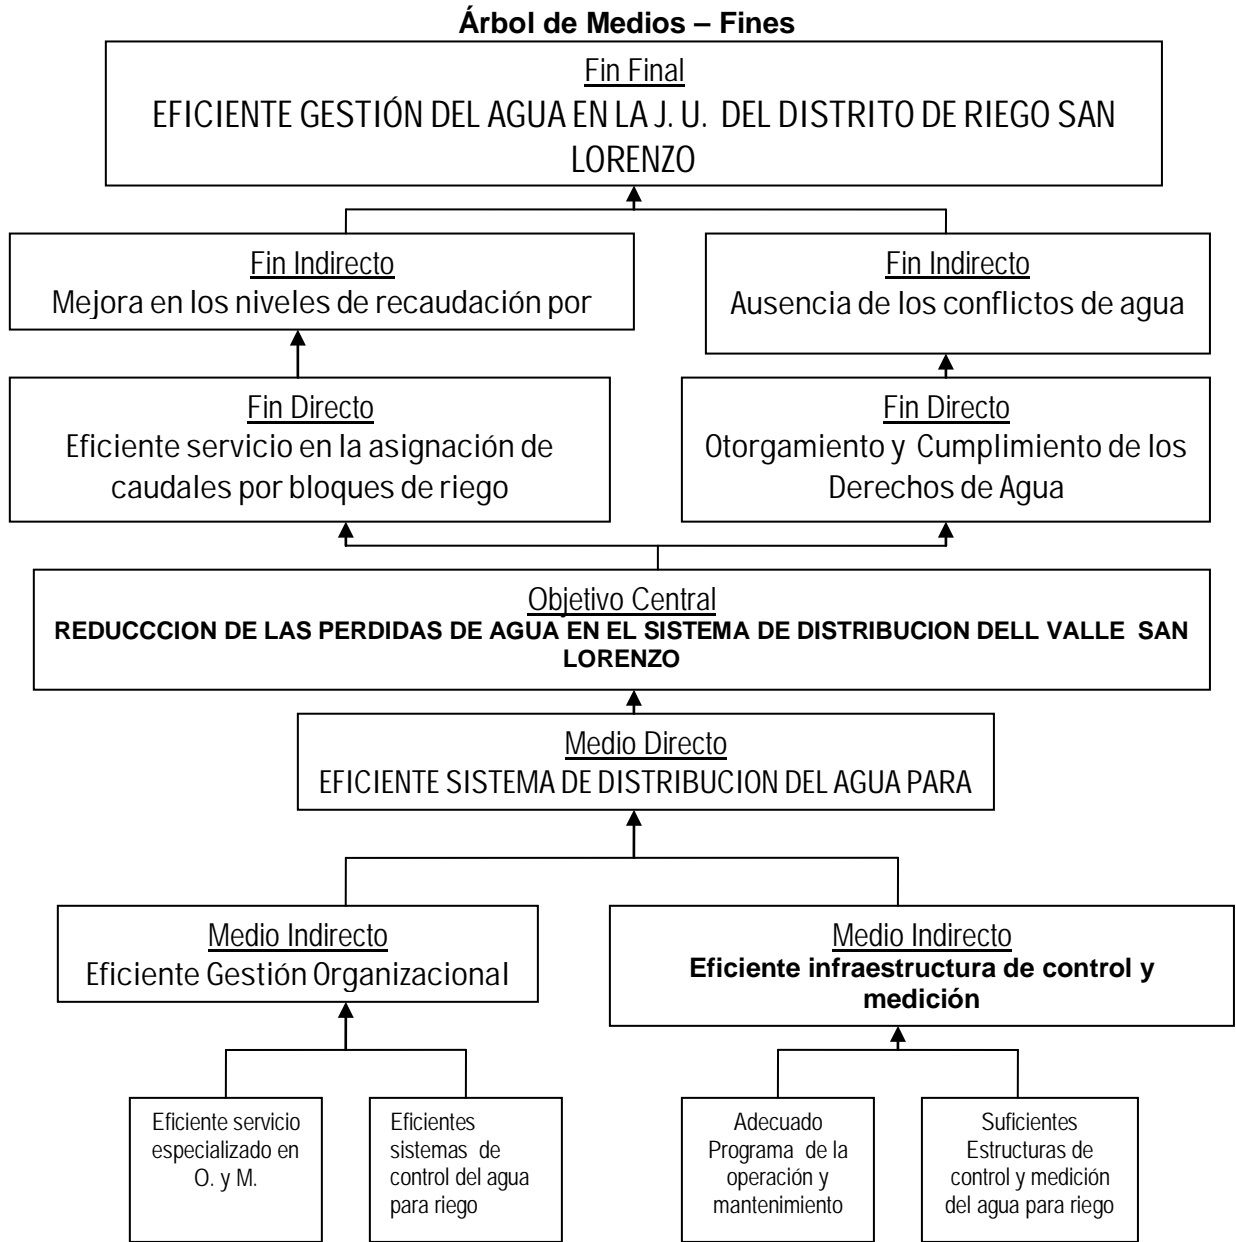 Árbol de Medios – Fines
Fin Final
EFICIENTE GESTIÓN DEL AGUA EN LA J. U. DEL DISTRITO DE RIEGO SAN
LORENZO
Fin Indirecto
Mejora en los niveles de recaudación por
Fin Indirecto
Ausencia de los conflictos de agua
Fin Directo
Eficiente servicio en la asignación de
caudales por bloques de riego
Fin Directo
Otorgamiento y Cumplimiento de los
Derechos de Agua
Objetivo Central
REDUCCCION DE LAS PERDIDAS DE AGUA EN EL SISTEMA DE DISTRIBUCION DELL VALLE SAN
LORENZO
Medio Directo
EFICIENTE SISTEMA DE DISTRIBUCION DEL AGUA PARA
Medio Indirecto
Eficiente Gestión Organizacional
Medio Indirecto
Eficiente infraestructura de control y
medición
Eficiente servicio
especializado en
O. y M.
Eficientes
sistemas de
control del agua
para riego
Adecuado
Programa de la
operación y
mantenimiento
Suficientes
Estructuras de
control y medición
del agua para riego